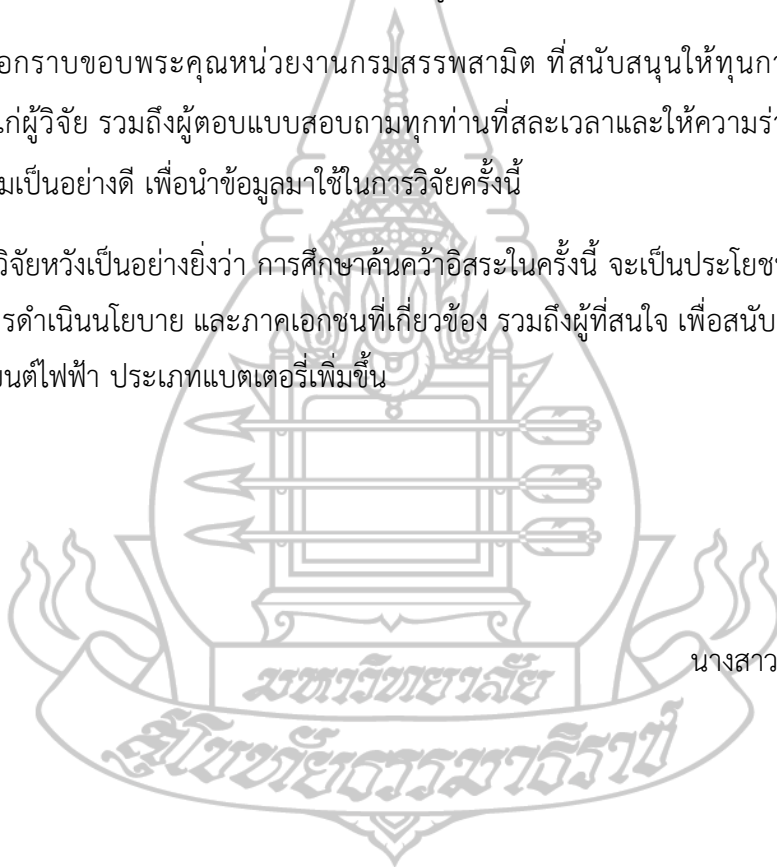 อกราบขอบพระคุณหน่วยงานกรมสรรพสามิต ที่สนับสนุนให้ทุนกา
แก่ผู้วิจัย รวมถึงผู้ตอบแบบสอบถามทุกท่านที่สละเวลาและให้ความร่
มเป็นอย่างดี เพื่อนำข้อมูลมาใช้ในการวิจัยครั้งนี้
วิจัยหวังเป็นอย่างยิ่งว่า การศึกษาค้นคว้าอิสระในครั้งนี้ จะเป็นประโยชน
รดำเนินนโยบาย และภาคเอกชนที่เกี่ยวข้อง รวมถึงผู้ที่สนใจ เพื่อสนับ
ยนต์ไฟฟ้า ประเภทแบตเตอรี่เพิ่มขึ้น
นางสาว
มหาวิทยาลัย
สุโขทัยธรรมาธิราช